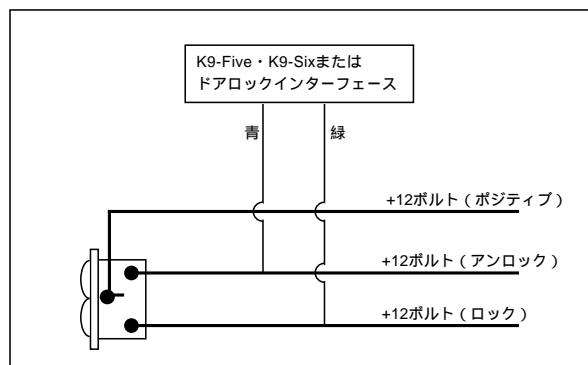 K9-Five・K9-Sixまたは
ドアロックインターフェース
青 緑
+12ボルト（ポジティブ）
+12ボルト（アンロック）
+12ボルト（ロック）